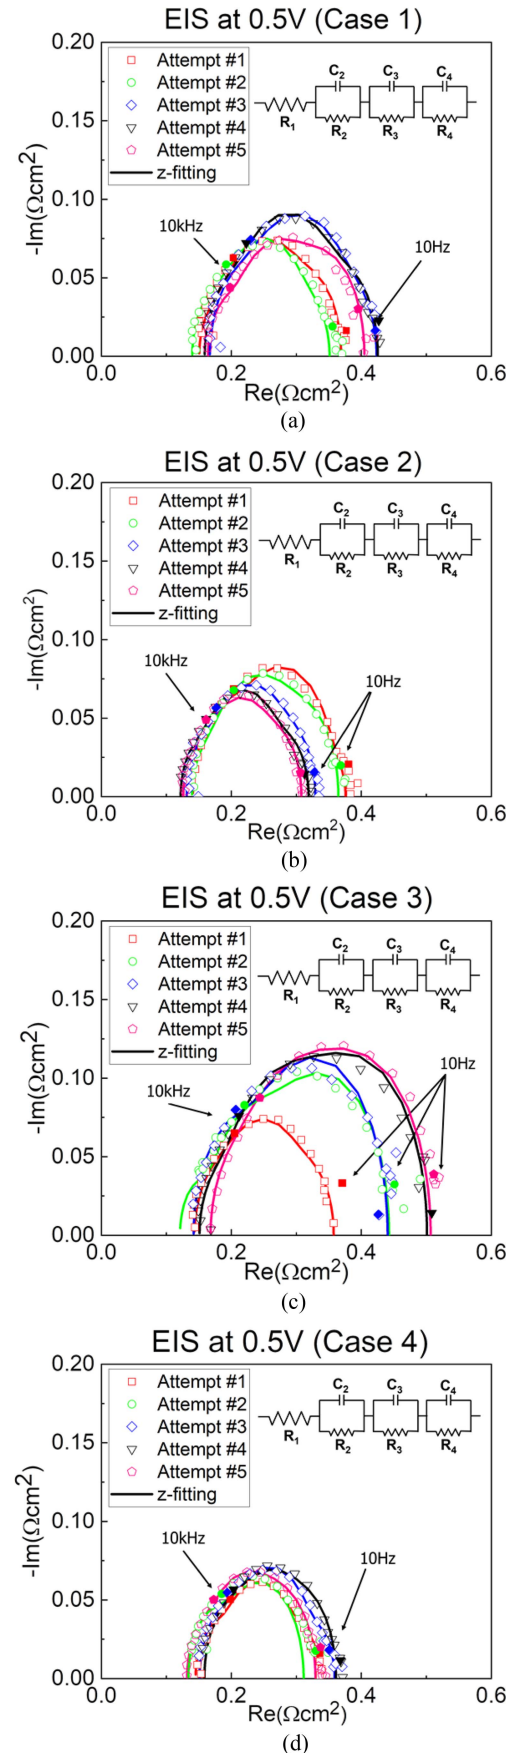 EIS at 0.5V (Case 1)
0.20
0.15
0.10
0.05
0.00
-Im(Ωcm²)
Attempt #1
Attempt #2
Attempt #3
Attempt #4
Attempt #5
z-fitting
C₂ C₃ C₄
R₁ R₂ R₃ R₄
10kHz
10Hz
0.0 0.2 0.4 0.6
Re(Ωcm²)
(a)
EIS at 0.5V (Case 2)
0.20
0.15
0.10
0.05
0.00
-Im(Ωcm²)
Attempt #1
Attempt #2
Attempt #3
Attempt #4
Attempt #5
z-fitting
C₂ C₃ C₄
R₁ R₂ R₃ R₄
10kHz
10Hz
0.0 0.2 0.4 0.6
Re(Ωcm²)
(b)
EIS at 0.5V (Case 3)
0.20
0.15
0.10
0.05
0.00
-Im(Ωcm²)
Attempt #1
Attempt #2
Attempt #3
Attempt #4
Attempt #5
z-fitting
C₂ C₃ C₄
R₁ R₂ R₃ R₄
10kHz
10Hz
0.0 0.2 0.4 0.6
Re(Ωcm²)
(c)
EIS at 0.5V (Case 4)
0.20
0.15
0.10
0.05
0.00
-Im(Ωcm²)
Attempt #1
Attempt #2
Attempt #3
Attempt #4
Attempt #5
z-fitting
C₂ C₃ C₄
R₁ R₂ R₃ R₄
10kHz
10Hz
0.0 0.2 0.4 0.6
Re(Ωcm²)
(d)